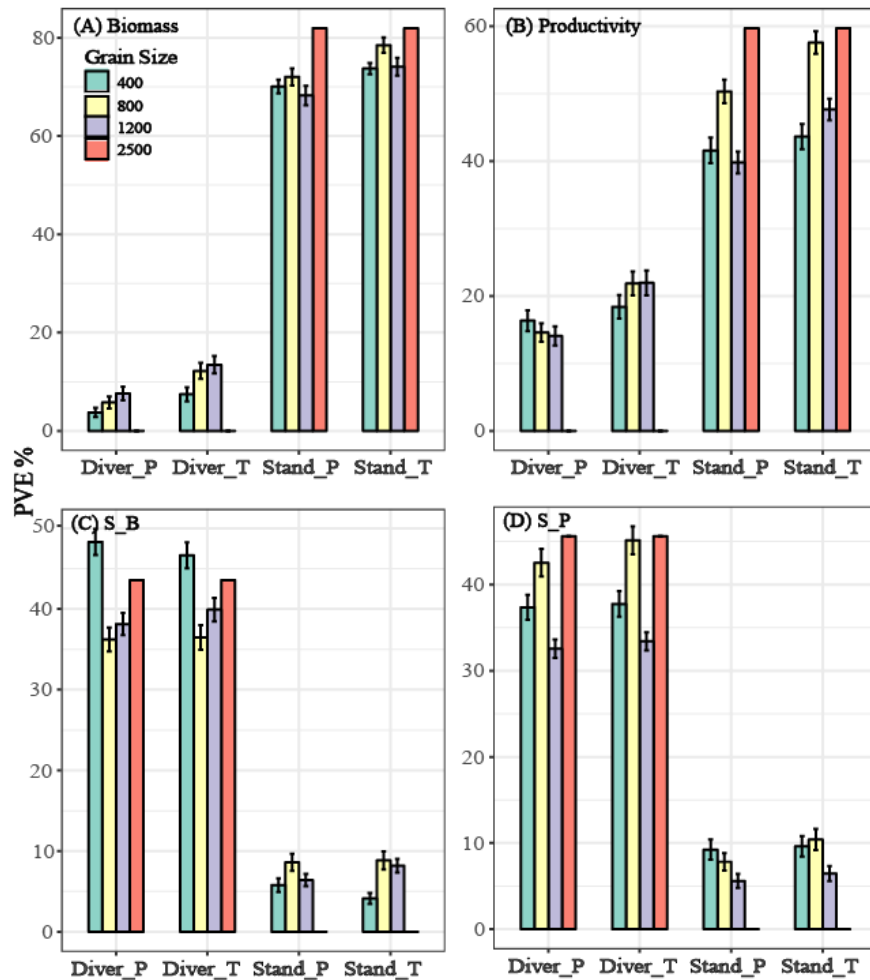 PVE %
(A) Biomass
Grain Size
400
800
1200
2500
80
60
40
20
0
Diver_P Diver_T Stand_P Stand_T
(B) Productivity
60
40
20
0
Diver_P Diver_T Stand_P Stand_T
(C) S_B
50
40
30
20
10
0
Diver_P Diver_T Stand_P Stand_T
(D) S_P
40
30
20
10
0
Diver_P Diver_T Stand_P Stand_T